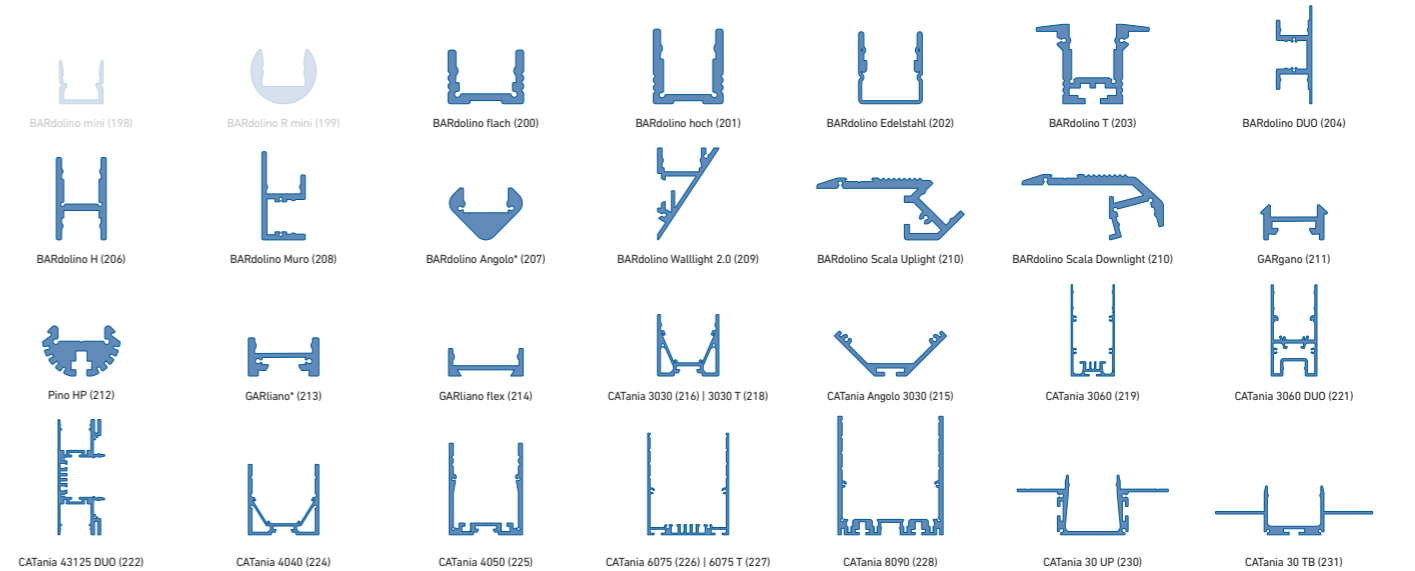 BARdolino mini (198)
BARdolino R mini (199)
BARdolino flach (200)
BARdolino hoch (201)
BARdolino Edelstahl (202)
BARdolino T (203)
BARdolino DUO (204)
BARdolino H (206)
BARdolino Muro (208)
BARdolino Angolo* (207)
BARdolino Walllight 2.0 (209)
BARdolino Scala Uplight (210)
BARdolino Scala Downlight (210)
GARgano (211)
Pino HP (212)
GARliano* (213)
GARliano flex (214)
CATania 3030 (216) | 3030 T (218)
CATania Angolo 3030 (215)
CATania 3060 (219)
CATania 3060 DUO (221)
CATania 43125 DUO (222)
CATania 4040 (224)
CATania 4050 (225)
CATania 6075 (226) | 6075 T (227)
CATania 8090 (228)
CATania 30 UP (230)
CATania 30 TB (231)